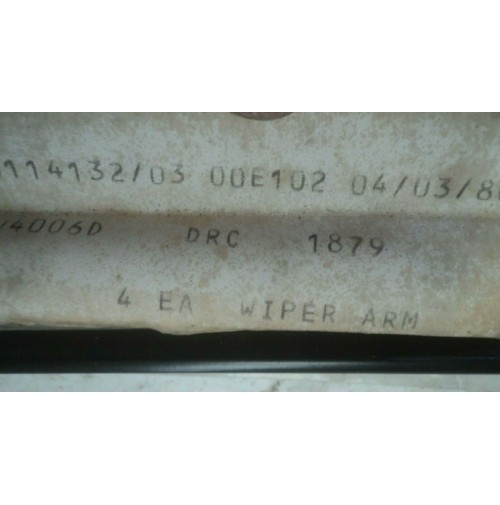 114132/03 00E102 04/03/8
4006D DRC 1879
4 EA WIPER ARM